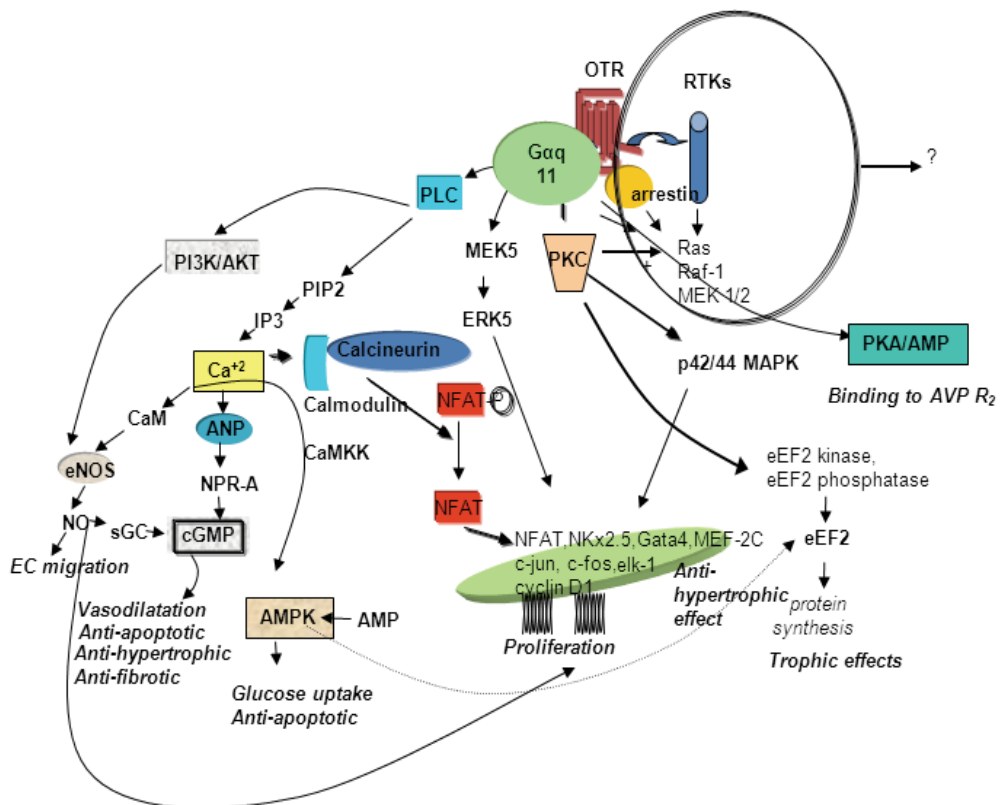 OTR
RTKs
Gαq
11
?
arrestin
PLC
MEK5
PKC
+
Ras
Raf-1
MEK 1/2
PI3K/AKT
PIP2
IP3
ERK5
Calcineurin
PKA/AMP
p42/44 MAPK
Ca+2
Binding to AVP R2
Calmodulin
NFAT-P
CaM
ANP
CaMKK
eEF2 kinase,
eEF2 phosphatase
eNOS
NPR-A
NFAT
NO
sGC
cGMP
NFAT,NKx2.5,Gata4,MEF-2C
c-jun, c-fos,elk-1
cyclin D1
eEF2
EC migration
Anti-
hypertrophic
effect
Vasodilatation
Anti-apoptotic
Anti-hypertrophic
Anti-fibrotic
AMPK
AMP
protein
synthesis
Proliferation
Trophic effects
Glucose uptake
Anti-apoptotic